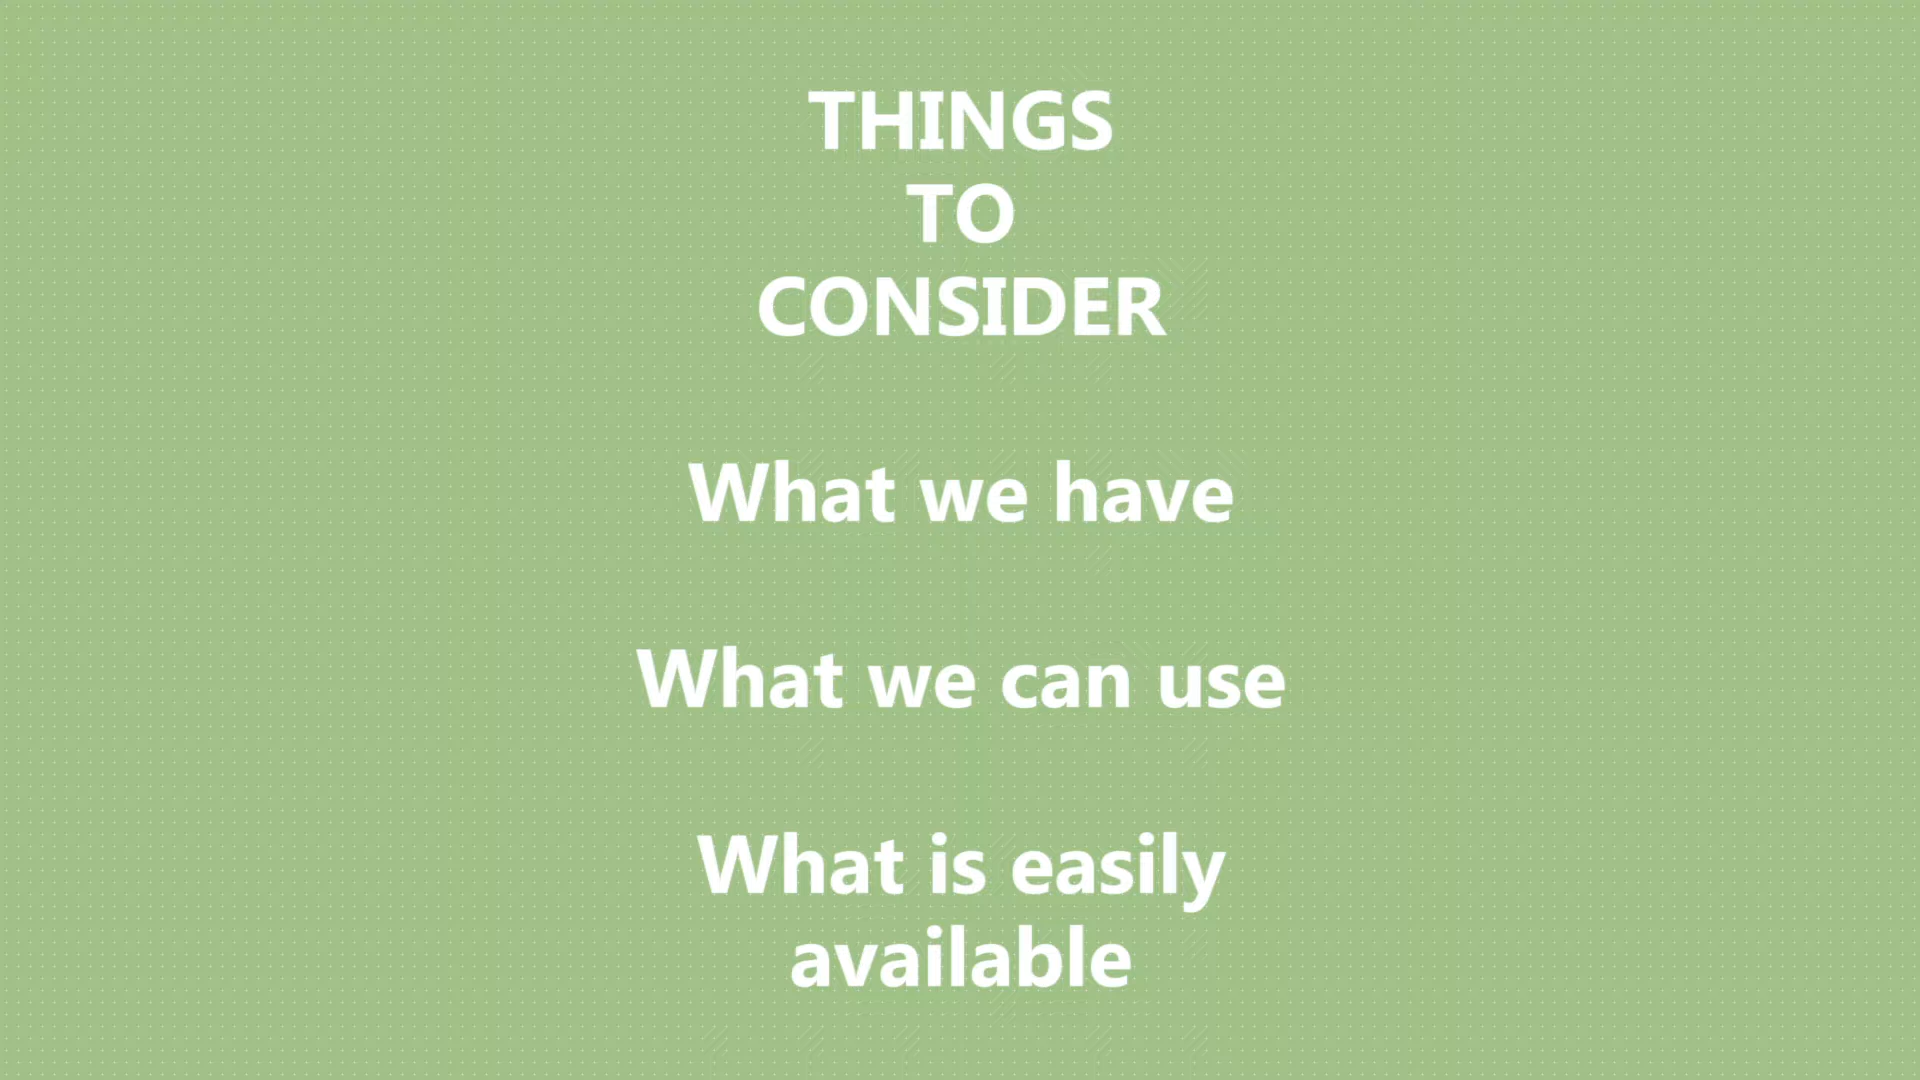 THINGS
TO
CONSIDER
What we have
What we can use
What is easily
available